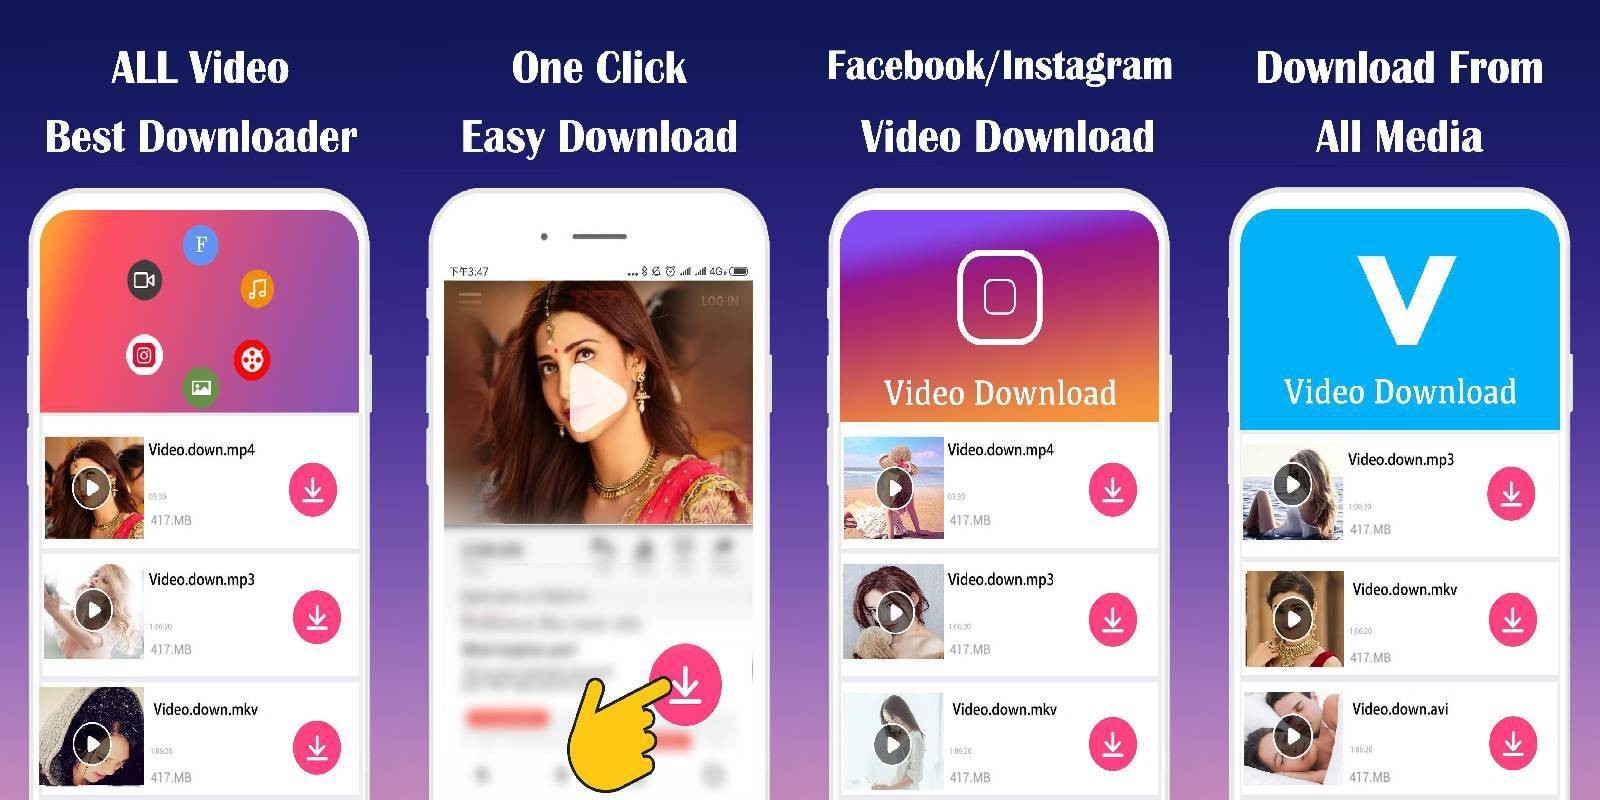 ALL Video
Best Downloader
F
Video.down.mp4
03:30
417.MB
Video.down.mp3
1:06:20
417.MB
Video.down.mkv
1:06:20
417.MB
One Click
Easy Download
下午3:47
4G
LOG IN
Facebook/Instagram
Video Download
Video Download
Video.down.mp4
03:30
417.MB
Video.down.mp3
1:06:20
417.MB
Video.down.mkv
1:06:20
417.MB
Download From
All Media
V
Video Download
Video.down.mp3
1:06:20
417.MB
Video.down.mkv
1:06:20
417.MB
Video.down.avi
1:06:20
417.MB